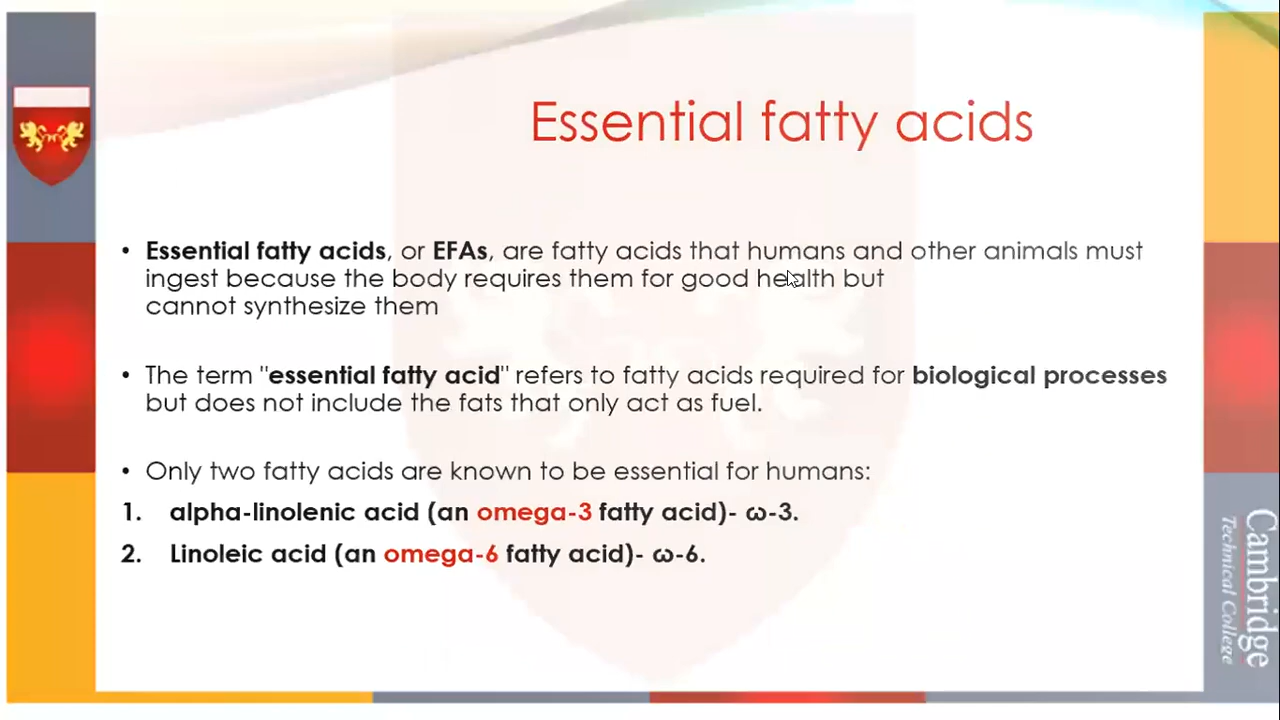 Essential fatty acids
• Essential fatty acids, or EFAs, are fatty acids that humans and other animals must
ingest because the body requires them for good health but
cannot synthesize them
• The term "essential fatty acid" refers to fatty acids required for biological processes
but does not include the fats that only act as fuel.
• Only two fatty acids are known to be essential for humans:
1. alpha-linolenic acid (an omega-3 fatty acid)- ω-3.
2. Linoleic acid (an omega-6 fatty acid)- ω-6.
Cambridge
Technical College